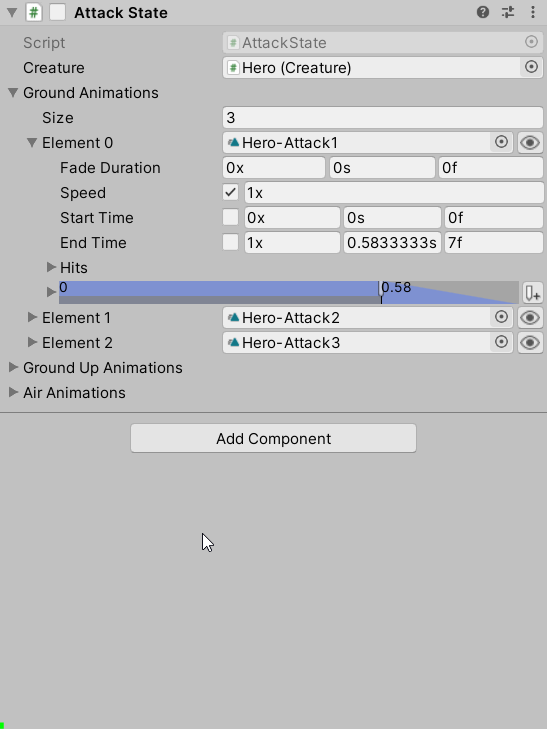 Attack State
Script AttackState
Creature Hero (Creature)
Ground Animations
Size 3
Element 0 Hero-Attack1
Fade Duration 0x 0s 0f
Speed 1x
Start Time 0x 0s 0f
End Time 1x 0.5833333s 7f
Hits
0 0.58
Element 1 Hero-Attack2
Element 2 Hero-Attack3
Ground Up Animations
Air Animations
Add Component